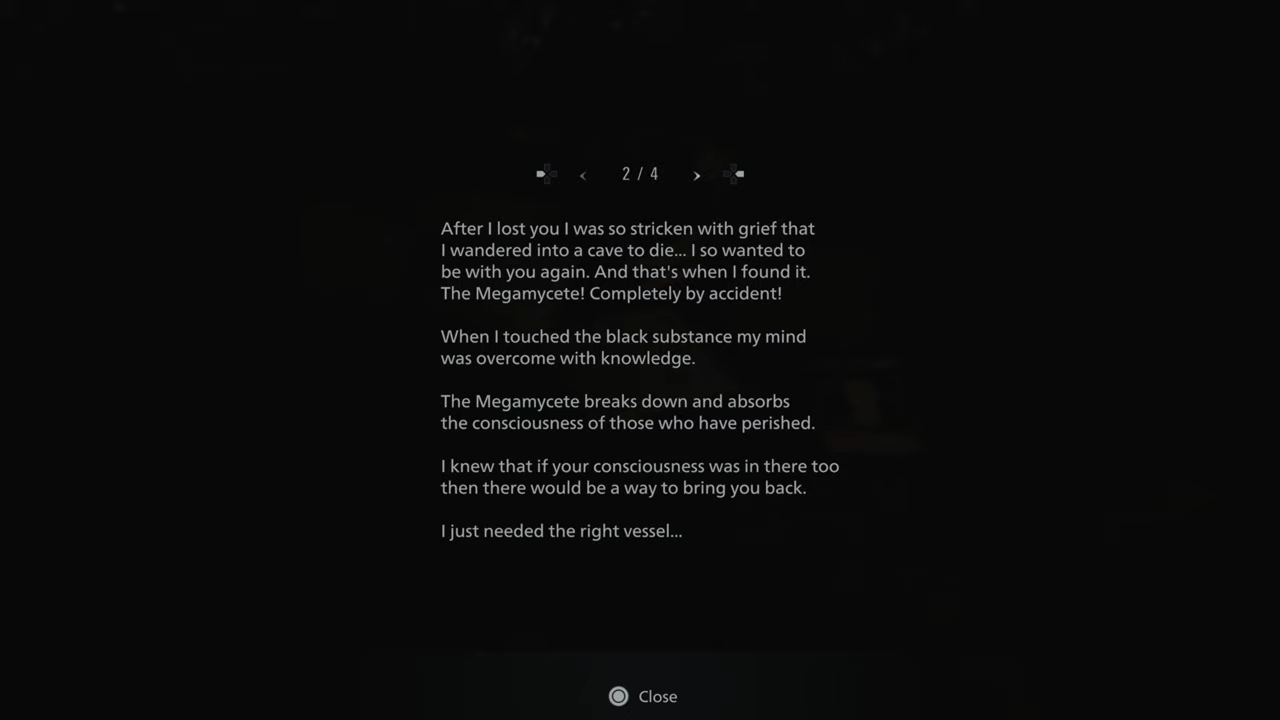 2 / 4
After I lost you I was so stricken with grief that
I wandered into a cave to die... I so wanted to
be with you again. And that's when I found it.
The Megamycete! Completely by accident!
When I touched the black substance my mind
was overcome with knowledge.
The Megamycete breaks down and absorbs
the consciousness of those who have perished.
I knew that if your consciousness was in there too
then there would be a way to bring you back.
I just needed the right vessel...
Close